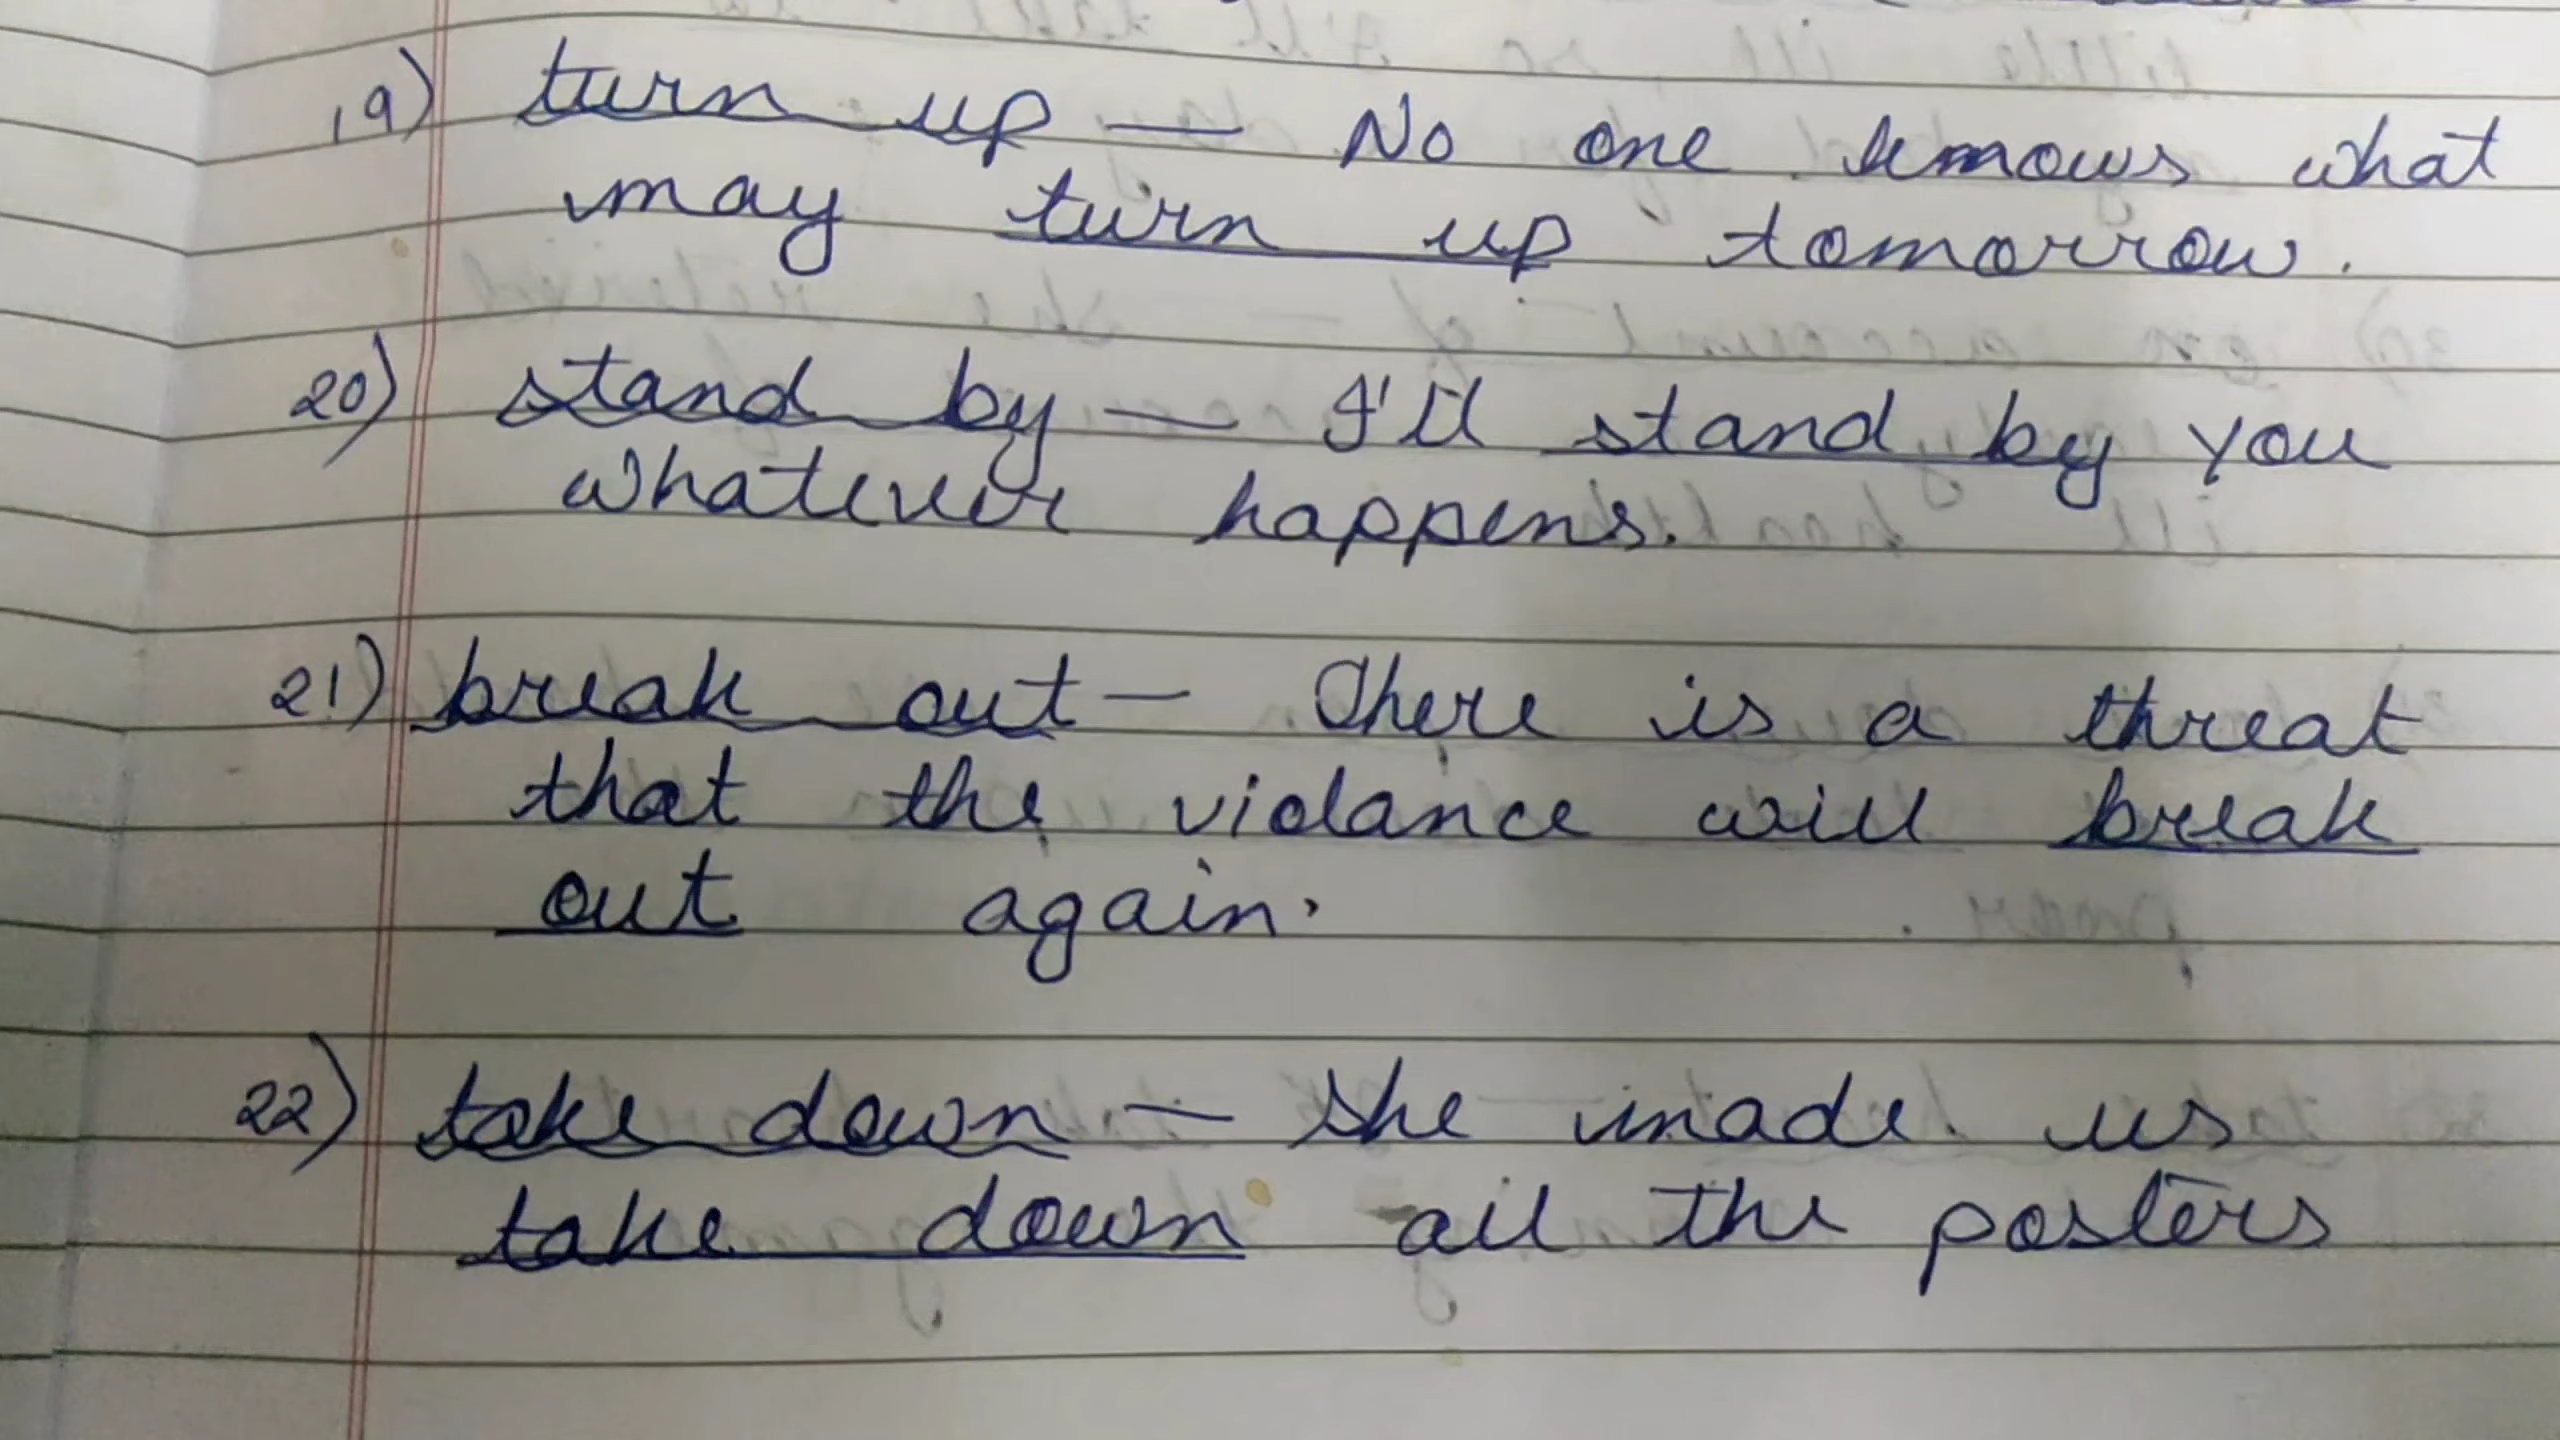 19) turn up — No one knows what
may turn up tomorrow.
20) stand by — I'll stand by you
whatever happens.
21) break out — There is a threat
that the violance will break
out again.
22) take down — She made us
take down all the posters